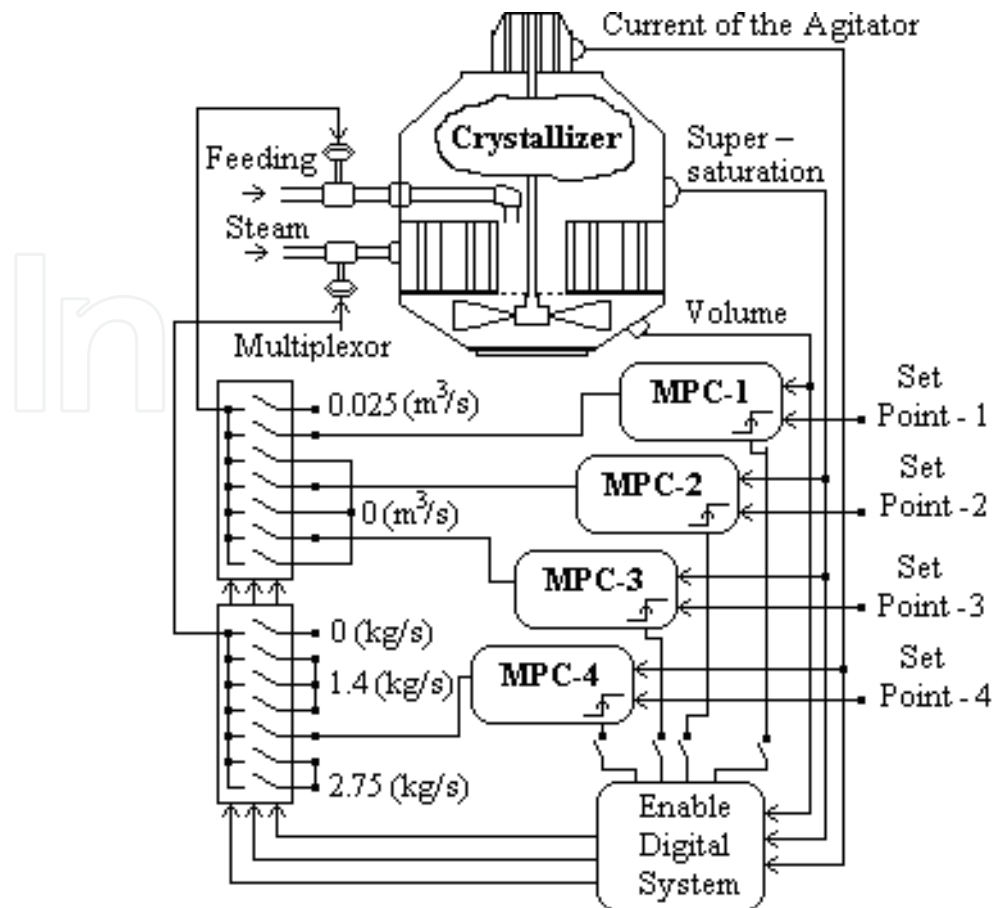 Current of the Agitator
Crystallizer
Super –
saturation
Feeding
Steam
Volume
Multiplexor
In
0.025 (m³/s)
MPC-1
Set
Point - 1
MPC-2
Set
Point -2
0 (m³/s)
MPC-3
Set
Point -3
0 (kg/s)
1.4 (kg/s)
MPC-4
Set
Point - 4
2.75 (kg/s)
Enable
Digital
System